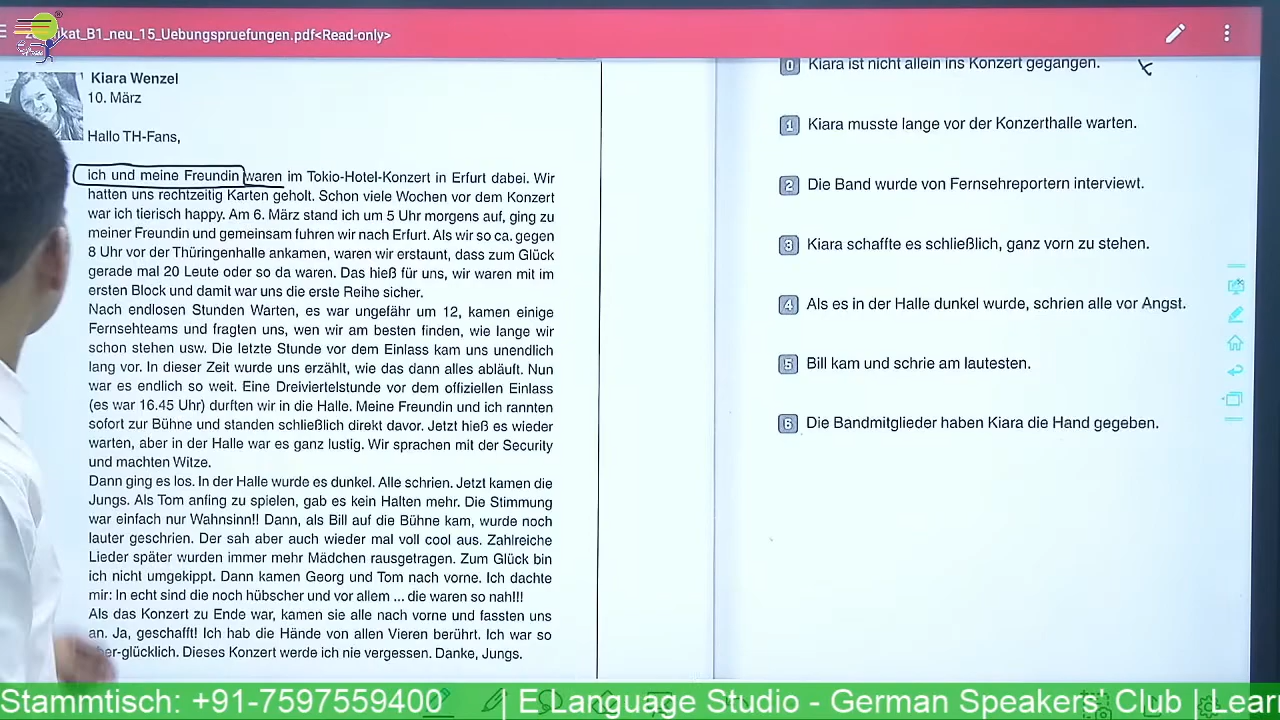 kat_B1_neu_15_Uebungspruefungen.pdf<Read-only>
Kiara Wenzel
10. März
Hallo TH-Fans,
ich und meine Freundin waren im Tokio-Hotel-Konzert in Erfurt dabei. Wir
hatten uns rechtzeitig Karten geholt. Schon viele Wochen vor dem Konzert
war ich tierisch happy. Am 6. März stand ich um 5 Uhr morgens auf, ging zu
meiner Freundin und gemeinsam fuhren wir nach Erfurt. Als wir so ca. gegen
8 Uhr vor der Thüringenhalle ankamen, waren wir erstaunt, dass zum Glück
gerade mal 20 Leute oder so da waren. Das hieß für uns, wir waren mit im
ersten Block und damit war uns die erste Reihe sicher.
Nach endlosen Stunden Warten, es war ungefähr um 12, kamen einige
Fernsehteams und fragten uns, wen wir am besten finden, wie lange wir
schon stehen usw. Die letzte Stunde vor dem Einlass kam uns unendlich
lang vor. In dieser Zeit wurde uns erzählt, wie das dann alles abläuft. Nun
war es endlich so weit. Eine Dreiviertelstunde vor dem offiziellen Einlass
(es war 16.45 Uhr) durften wir in die Halle. Meine Freundin und ich rannten
sofort zur Bühne und standen schließlich direkt davor. Jetzt hieß es wieder
warten, aber in der Halle war es ganz lustig. Wir sprachen mit der Security
und machten Witze.
Dann ging es los. In der Halle wurde es dunkel. Alle schrien. Jetzt kamen die
Jungs. Als Tom anfing zu spielen, gab es kein Halten mehr. Die Stimmung
war einfach nur Wahnsinn!! Dann, als Bill auf die Bühne kam, wurde noch
lauter geschrien. Der sah aber auch wieder mal voll cool aus. Zahlreiche
Lieder später wurden immer mehr Mädchen rausgetragen. Zum Glück bin
ich nicht umgekippt. Dann kamen Georg und Tom nach vorne. Ich dachte
mir: In echt sind die noch hübscher und vor allem ... die waren so nah!!!
Als das Konzert zu Ende war, kamen sie alle nach vorne und fassten uns
an. Ja, geschafft! Ich hab die Hände von allen Vieren berührt. Ich war so
ber-glücklich. Dieses Konzert werde ich nie vergessen. Danke, Jungs.
0 Kiara ist nicht allein ins Konzert gegangen.
1 Kiara musste lange vor der Konzerthalle warten.
2 Die Band wurde von Fernsehreportern interviewt.
3 Kiara schaffte es schließlich, ganz vorn zu stehen.
4 Als es in der Halle dunkel wurde, schrien alle vor Angst.
5 Bill kam und schrie am lautesten.
6 Die Bandmitglieder haben Kiara die Hand gegeben.
Stammtisch: +91-7597559400 | E Language Studio - German Speakers' Club | Lear